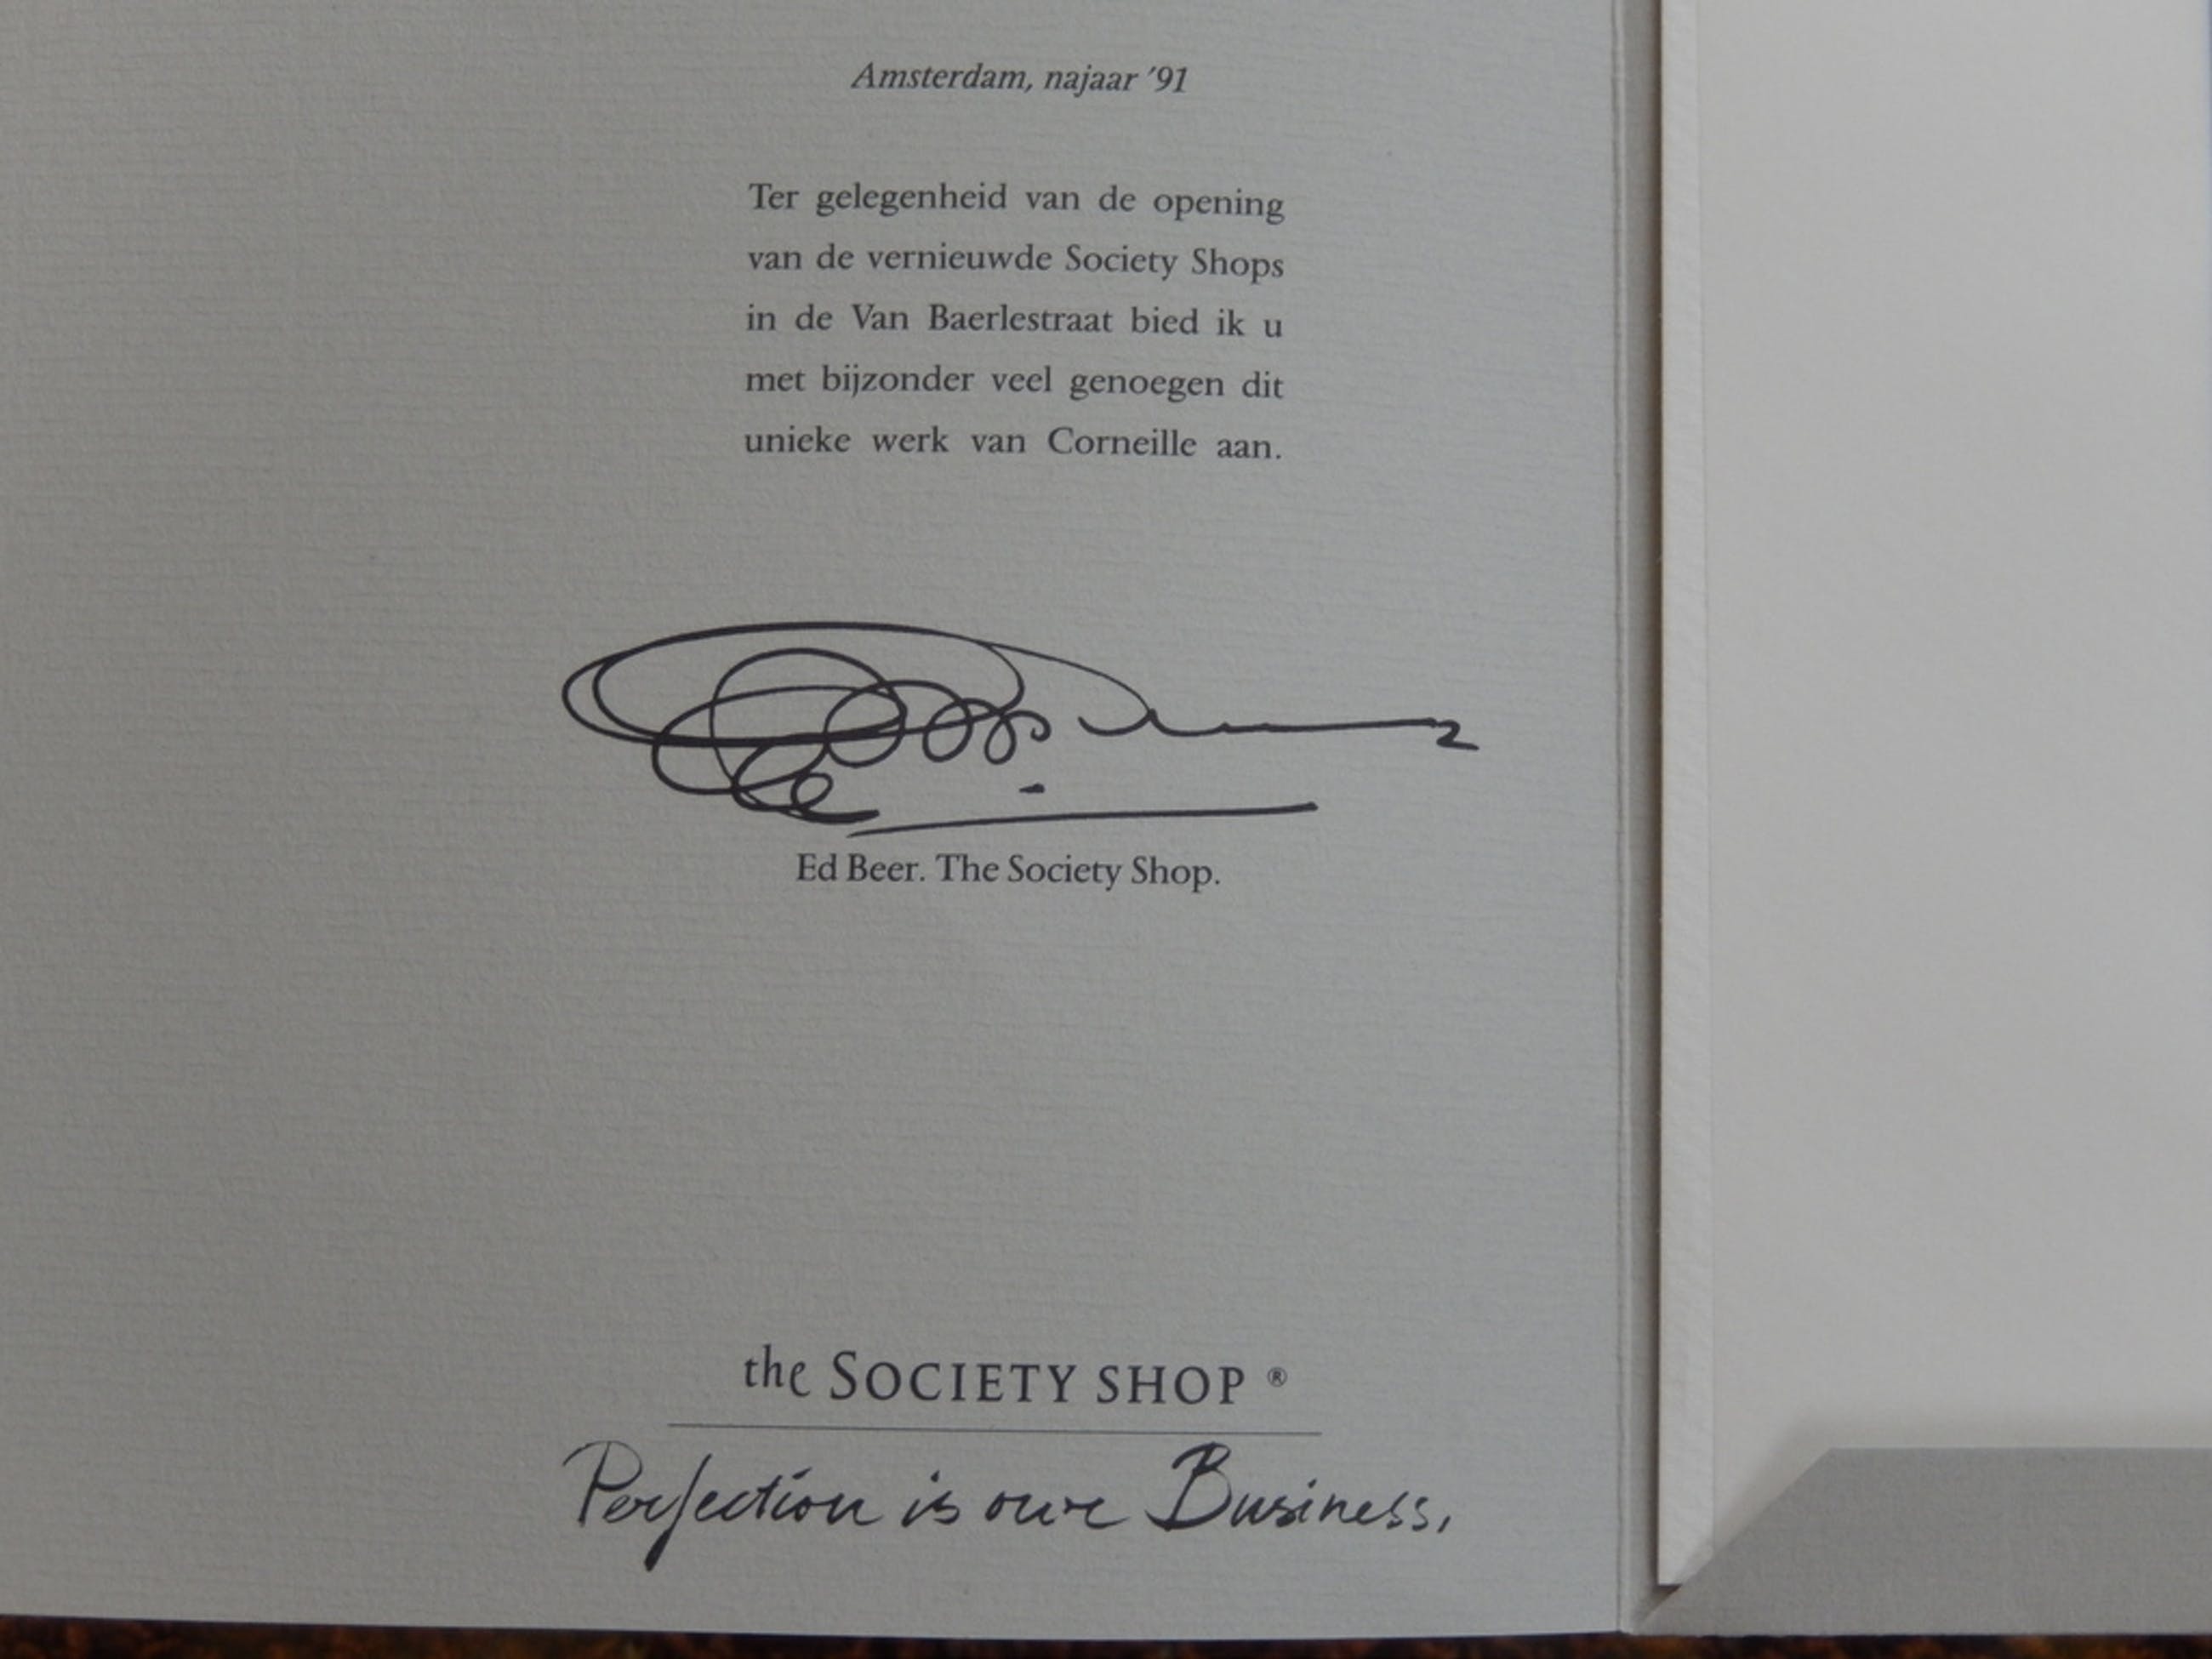 Amsterdam, najaar '91
Ter gelegenheid van de opening
van de vernieuwde Society Shops
in de Van Baerlestraat bied ik u
met bijzonder veel genoegen dit
unieke werk van Corneille aan.
Ed Beer. The Society Shop.
the SOCIETY SHOP ®
Perfection is our Business,